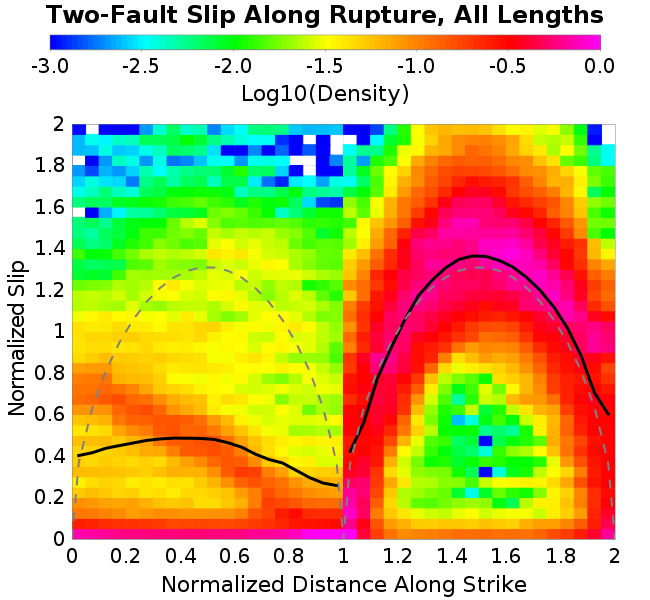 Two-Fault Slip Along Rupture, All Lengths
-3.0 -2.5 -2.0 -1.5 -1.0 -0.5 0.0
Log10(Density)
2
1.8
1.6
1.4
1.2
1
0.8
0.6
0.4
0.2
0
Normalized Slip
0 0.2 0.4 0.6 0.8 1 1.2 1.4 1.6 1.8 2
Normalized Distance Along Strike